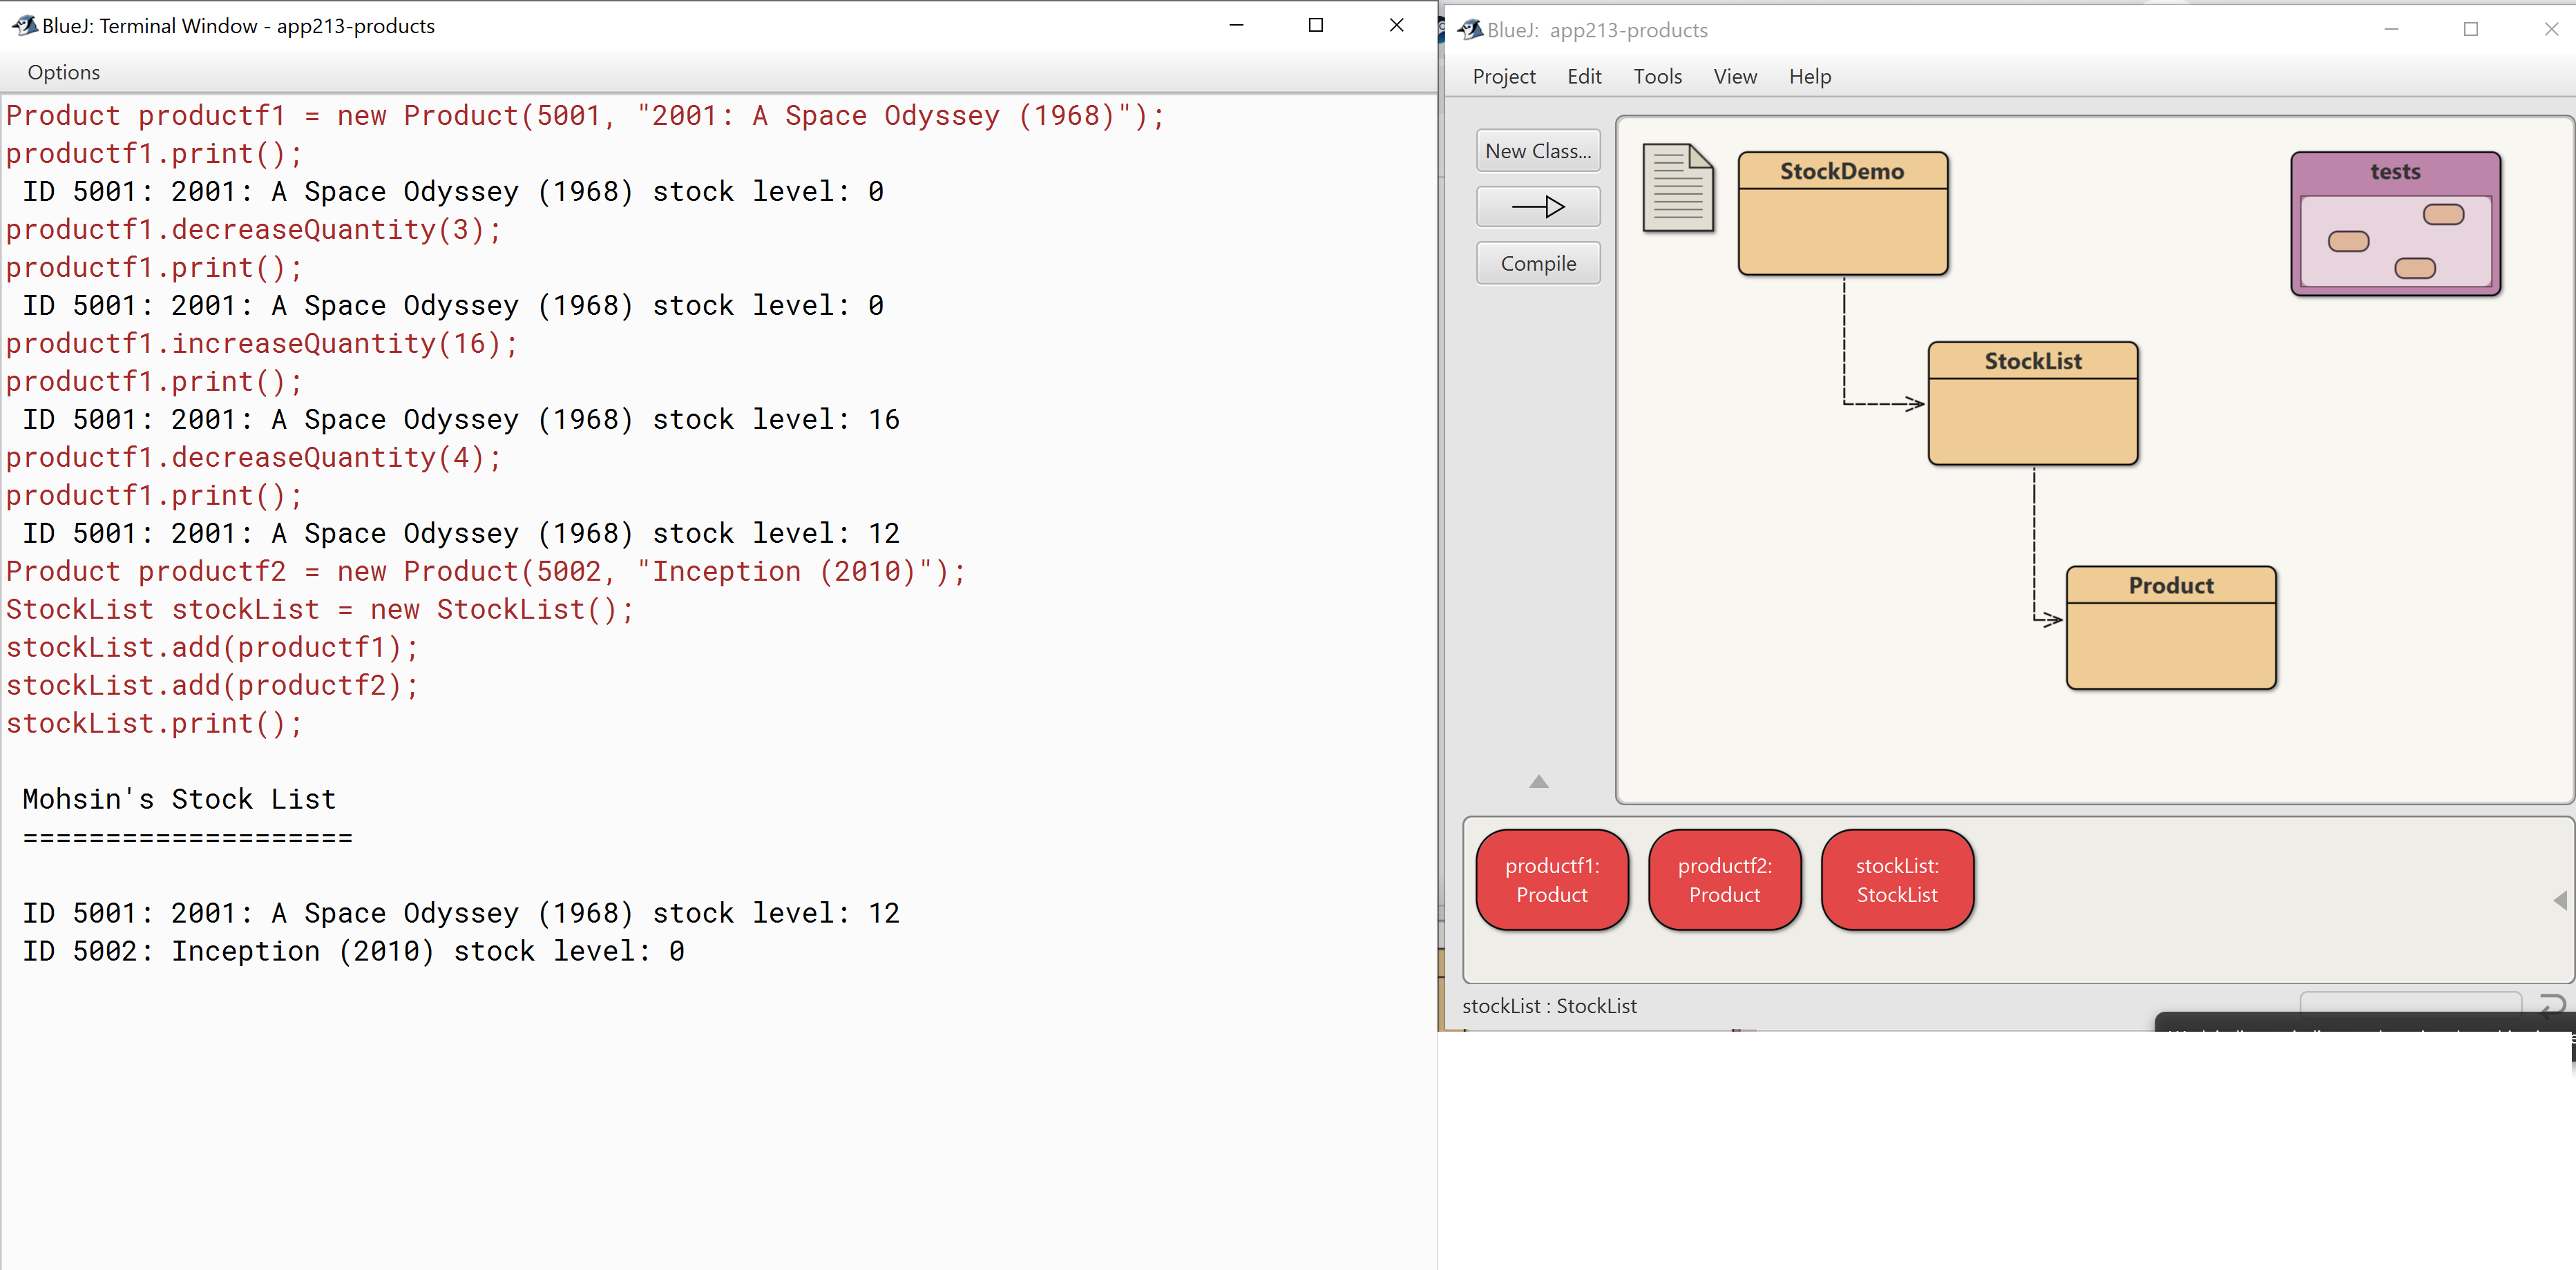 BlueJ: Terminal Window - app213-products
Options
Product productf1 = new Product(5001, "2001: A Space Odyssey (1968)");
productf1.print();
ID 5001: 2001: A Space Odyssey (1968) stock level: 0
productf1.decreaseQuantity(3);
productf1.print();
ID 5001: 2001: A Space Odyssey (1968) stock level: 0
productf1.increaseQuantity(16);
productf1.print();
ID 5001: 2001: A Space Odyssey (1968) stock level: 16
productf1.decreaseQuantity(4);
productf1.print();
ID 5001: 2001: A Space Odyssey (1968) stock level: 12
Product productf2 = new Product(5002, "Inception (2010)");
StockList stockList = new StockList();
stockList.add(productf1);
stockList.add(productf2);
stockList.print();
Mohsin's Stock List
====================
ID 5001: 2001: A Space Odyssey (1968) stock level: 12
ID 5002: Inception (2010) stock level: 0
BlueJ: app213-products
Project Edit Tools View Help
New Class...
Compile
StockDemo
tests
StockList
Product
productf1:
Product
productf2:
Product
stockList:
StockList
stockList : StockList